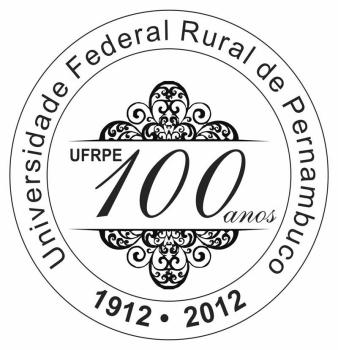 Universidade Federal Rural de Pernambuco
UFRPE
100
anos
1912 • 2012